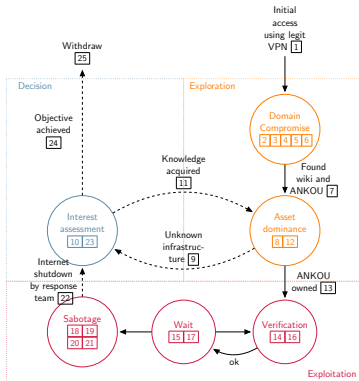 Initial
access
using legit
VPN 1
Withdraw
25
Decision
Exploration
Objective
achieved
24
Domain
Compromise
2 3 4 5 6
Knowledge
acquired
11
Found
wiki and
ANKOU 7
Interest
assessment
10 23
Unknown
infrastruc-
ture 9
Asset
dominance
8 12
Internet
shutdown
by response
team 22
ANKOU
owned 13
Sabotage
18 19
20 21
Wait
15 17
Verification
14 16
ok
Exploitation